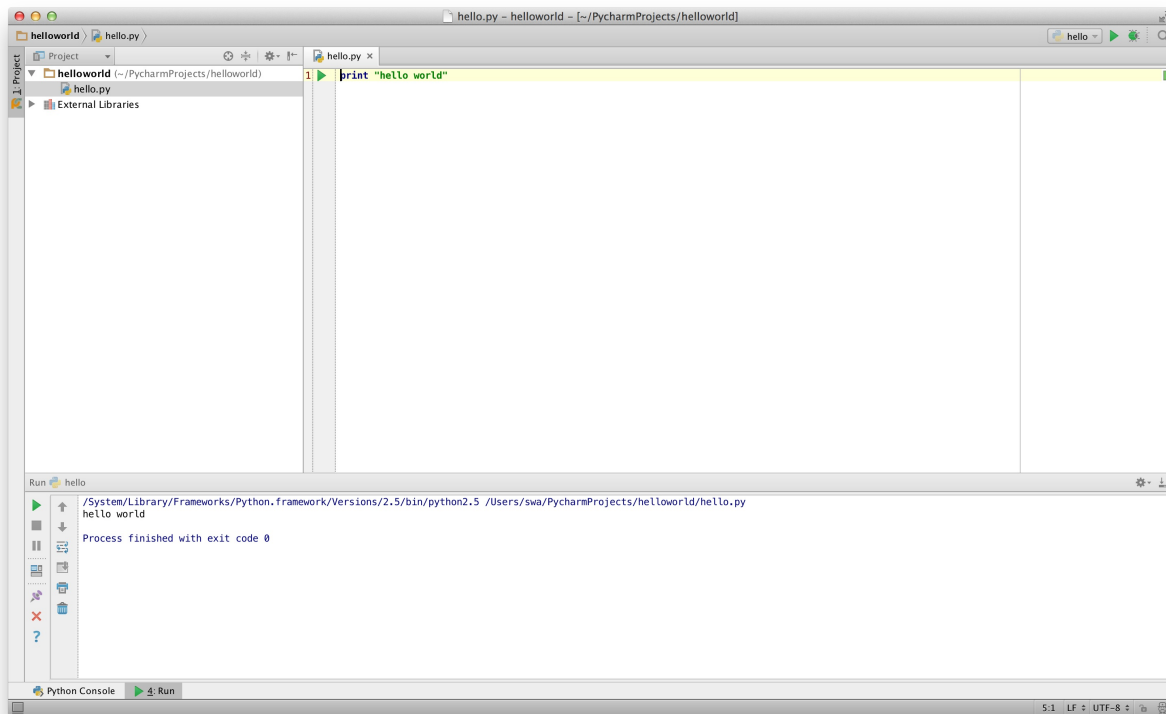 hello.py – helloworld – [~/PycharmProjects/helloworld]
helloworld hello.py
hello
1: Project
Project
hello.py ×
helloworld (~/PycharmProjects/helloworld)
hello.py
External Libraries
1 print "hello world"
Run hello
/System/Library/Frameworks/Python.framework/Versions/2.5/bin/python2.5 /Users/swa/PycharmProjects/helloworld/hello.py
hello world
Process finished with exit code 0
Python Console 4: Run
5:1 LF UTF-8